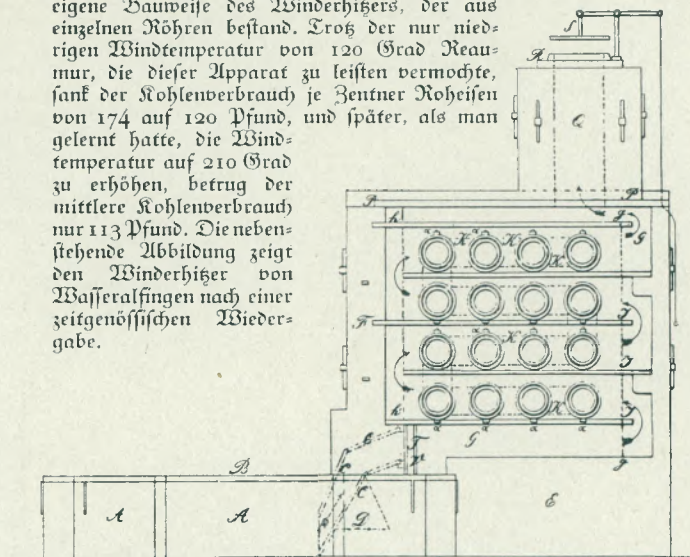 eigene Bauweise des Winderhitzers, der aus
einzelnen Röhren bestand. Trotz der nur nied-
rigen Windtemperatur von 120 Grad Reau-
mur, die dieser Apparat zu leisten vermochte,
sank der Kohlenverbrauch je Zentner Roheisen
von 174 auf 120 Pfund, und später, als man
gelernt hatte, die Wind-
temperatur auf 210 Grad
zu erhöhen, betrug der
mittlere Kohlenverbrauch
nur 113 Pfund. Die neben-
stehende Abbildung zeigt
den Winderhitzer von
Wasseralfingen nach einer
zeitgenössischen Wieder-
gabe.
S
R
Q
P P
h g G
K K K
F J
K
J
h K
G
T
B
C
A A D E